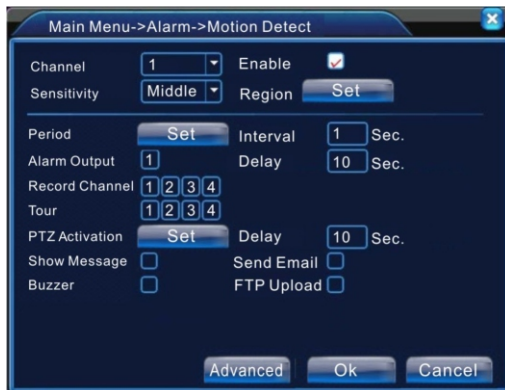 Main Menu->Alarm->Motion Detect
Channel 1 Enable
Sensitivity Middle Region Set
Period Set Interval 1 Sec.
Alarm Output 1 Delay 10 Sec.
Record Channel 1 2 3 4
Tour 1 2 3 4
PTZ Activation Set Delay 10 Sec.
Show Message Send Email
Buzzer FTP Upload
Advanced Ok Cancel